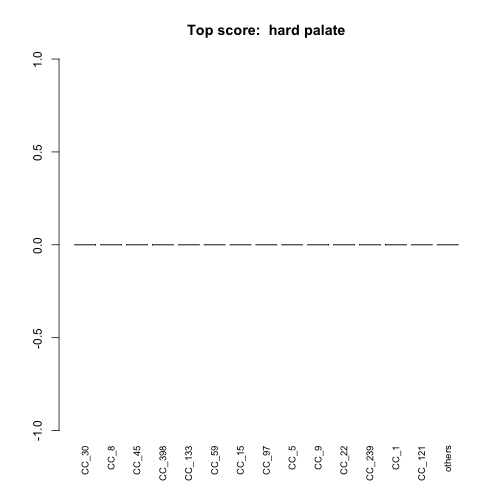 Top score:  hard palate
1.0
0.5
0.0
-0.5
-1.0
CC_30
CC_8
CC_45
CC_398
CC_133
CC_59
CC_15
CC_97
CC_5
CC_9
CC_22
CC_239
CC_1
CC_121
others